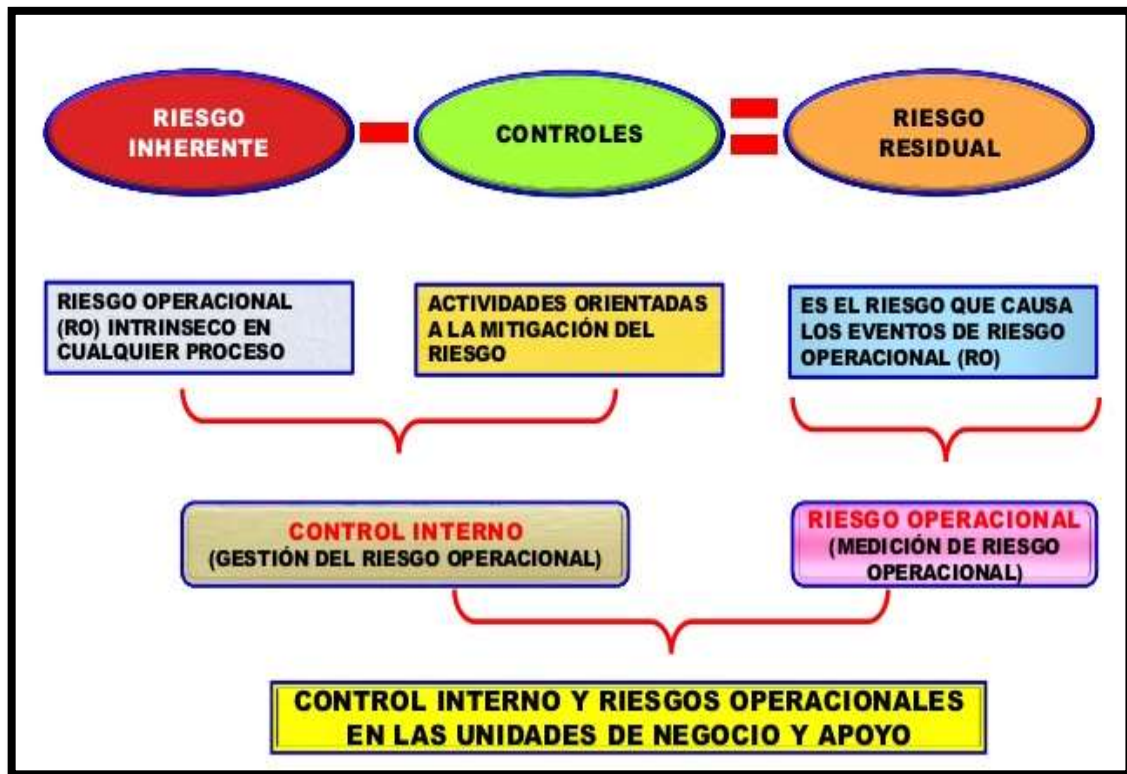 RIESGO
INHERENTE
CONTROLES
RIESGO
RESIDUAL
RIESGO OPERACIONAL
(RO) INTRINSECO EN
CUALQUIER PROCESO
ACTIVIDADES ORIENTADAS
A LA MITIGACIÓN DEL
RIESGO
ES EL RIESGO QUE CAUSA
LOS EVENTOS DE RIESGO
OPERACIONAL (RO)
CONTROL INTERNO
(GESTIÓN DEL RIESGO OPERACIONAL)
RIESGO OPERACIONAL
(MEDICIÓN DE RIESGO
OPERACIONAL)
CONTROL INTERNO Y RIESGOS OPERACIONALES
EN LAS UNIDADES DE NEGOCIO Y APOYO